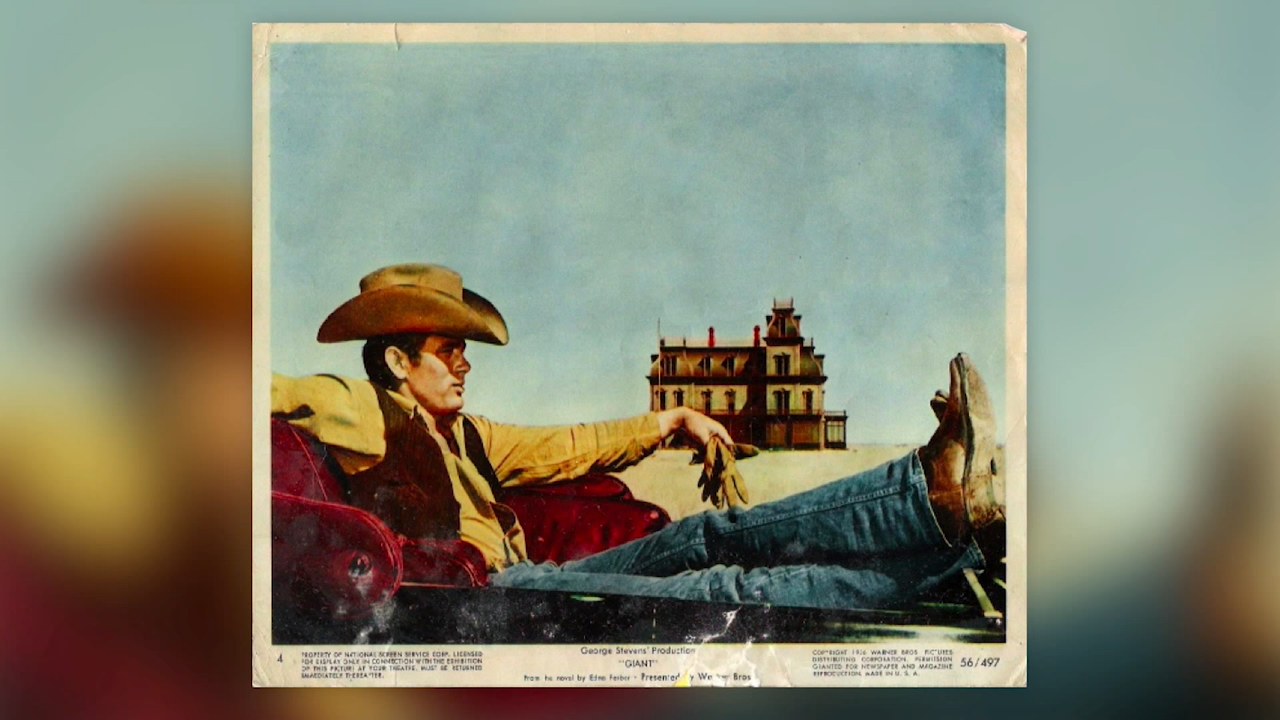 4
PROPERTY OF NATIONAL SCREEN SERVICE CORP. LICENSED
FOR DISPLAY ONLY IN CONNECTION WITH THE EXHIBITION
OF THIS PICTURE AT YOUR THEATRE. MUST BE RETURNED
IMMEDIATELY THEREAFTER.
George Stevens' Production
"GIANT"
From the novel by Edna Ferber - Presented by Warner Bros.
COPYRIGHT 1956 WARNER BROS. PICTURES
DISTRIBUTING CORPORATION. PERMISSION
GRANTED FOR NEWSPAPER AND MAGAZINE
REPRODUCTION. MADE IN U. S. A.
56/497